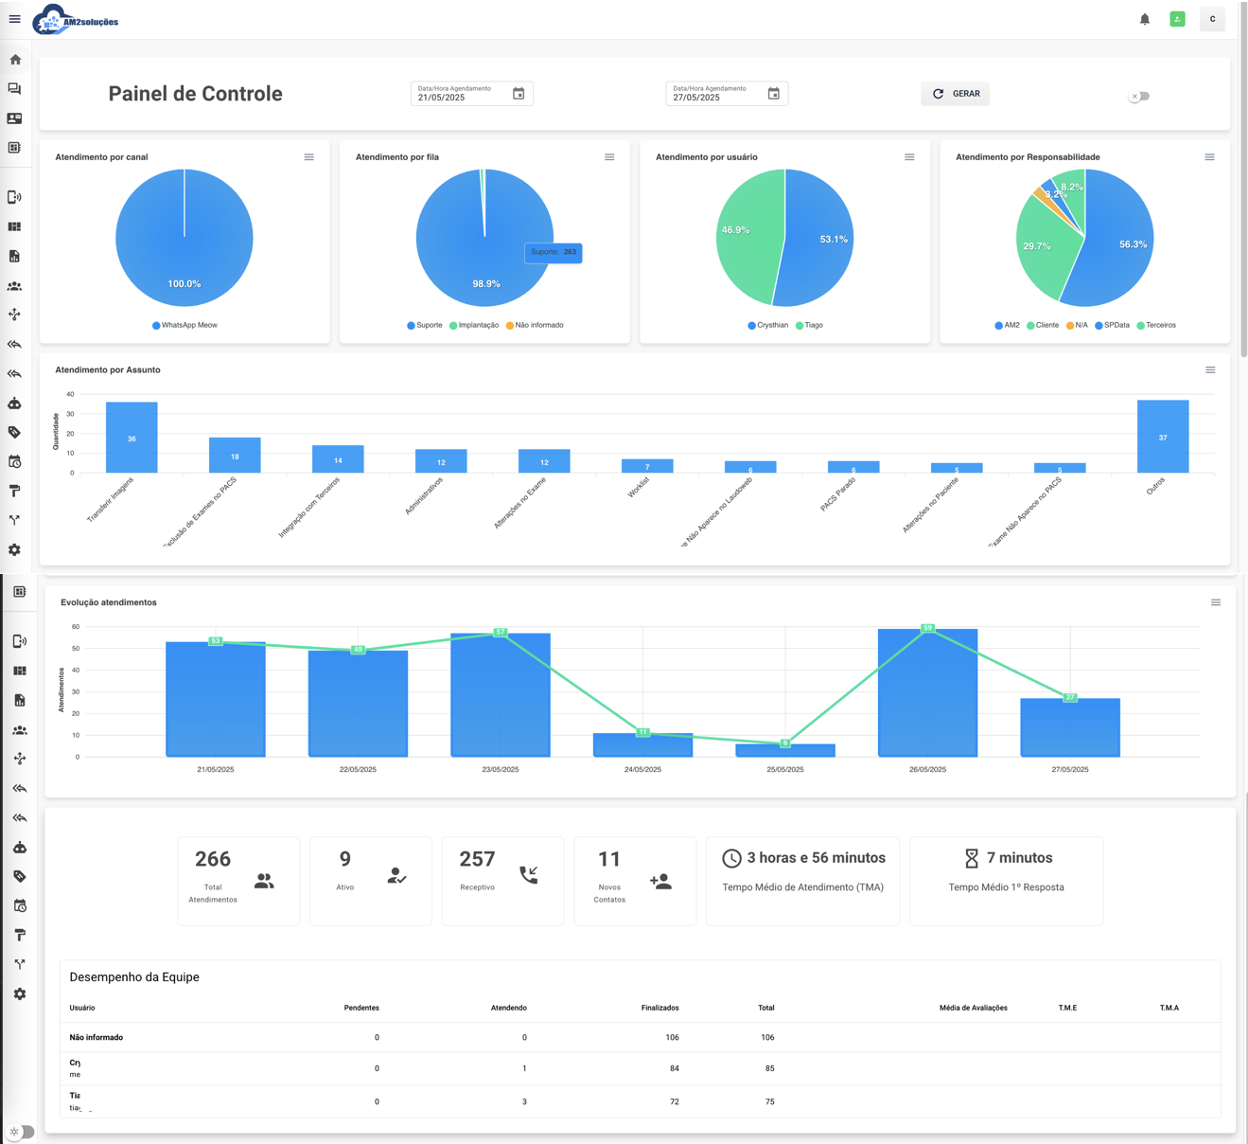 AM2soluções
C
Painel de Controle
Data/Hora Agendamento
21/05/2025
Data/Hora Agendamento
27/05/2025
GERAR
Atendimento por canal
100.0%
WhatsApp Meow
Atendimento por fila
Suporte: 263
98.9%
Suporte Implantação Não informado
Atendimento por usuário
46.9%
53.1%
Crysthian Tiago
Atendimento por Responsabilidade
8.2%
3.2%
29.7%
56.3%
AM2 Cliente N/A SPData Terceiros
Atendimento por Assunto
Quantidade
40
30
20
10
0
36
18
14
12
12
7
6
6
5
5
37
Transferir Imagens
Exclusão de Exames no PACS
Integração com Terceiros
Administrativos
Alterações no Exame
Worklist
e Não Aparece no Laudoweb
PACS Parado
Alterações no Paciente
Exame Não Aparece no PACS
Outros
Evolução atendimentos
Atendimentos
60
50
40
30
20
10
0
53
49
57
11
6
59
27
21/05/2025
22/05/2025
23/05/2025
24/05/2025
25/05/2025
26/05/2025
27/05/2025
266
Total
Atendimentos
9
Ativo
257
Receptivo
11
Novos
Contatos
3 horas e 56 minutos
Tempo Médio de Atendimento (TMA)
7 minutos
Tempo Médio 1º Resposta
Desempenho da Equipe
Usuário Pendentes Atendendo Finalizados Total Média de Avaliações T.M.E T.M.A
Não informado 0 0 106 106
Cry
me
0 1 84 85
Tia
tia
0 3 72 75